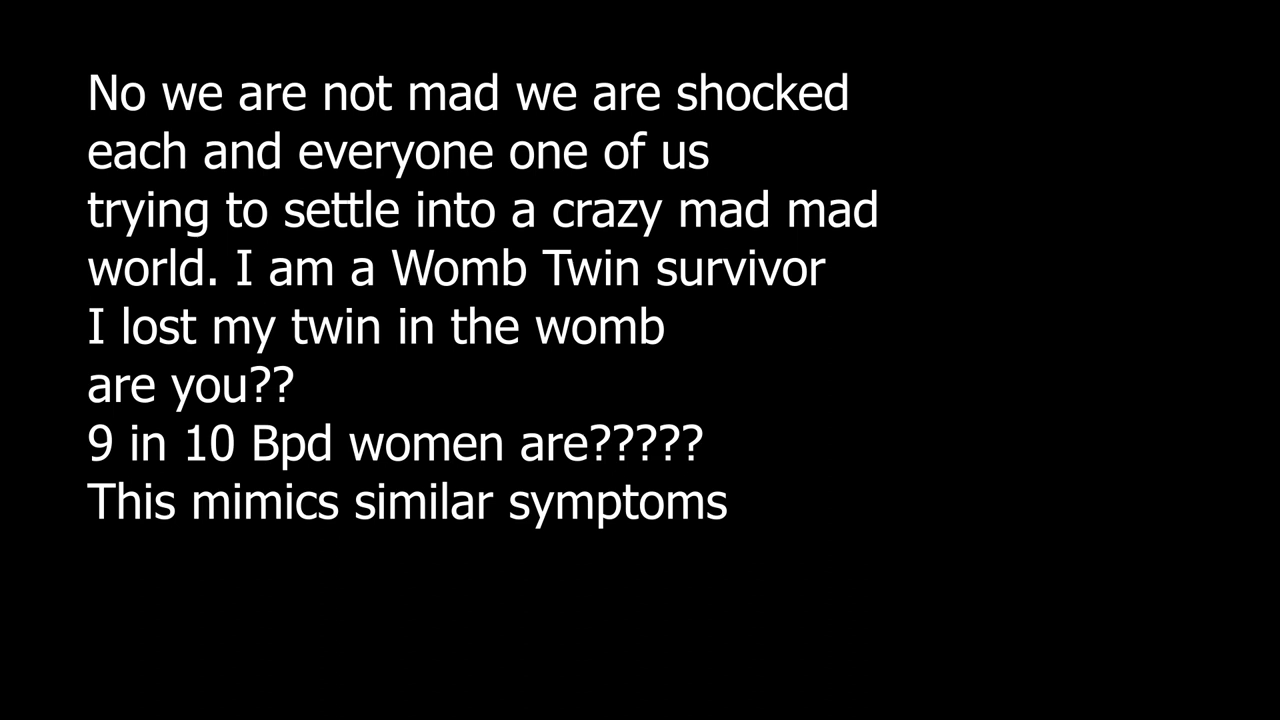 No we are not mad we are shocked
each and everyone one of us
trying to settle into a crazy mad mad
world. I am a Womb Twin survivor
I lost my twin in the womb
are you??
9 in 10 Bpd women are?????
This mimics similar symptoms